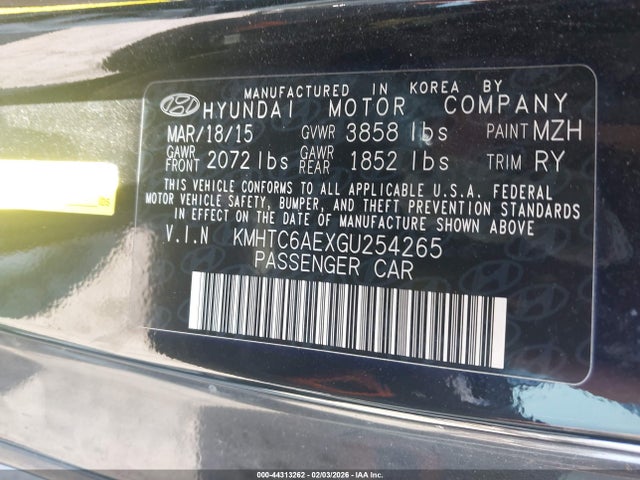 MANUFACTURED IN KOREA BY
HYUNDAI MOTOR COMPANY
MAR/18/15 GVWR 3858 lbs PAINT MZH
GAWR FRONT 2072 lbs GAWR REAR 1852 lbs TRIM RY
THIS VEHICLE CONFORMS TO ALL APPLICABLE U.S.A. FEDERAL
MOTOR VEHICLE SAFETY, BUMPER, AND THEFT PREVENTION STANDARDS
IN EFFECT ON THE DATE OF MANUFACTURE SHOWN ABOVE
V.I.N KMHTC6AEXGU254265
PASSENGER CAR
000-44313262 - 02/03/2026 - IAAI.COM